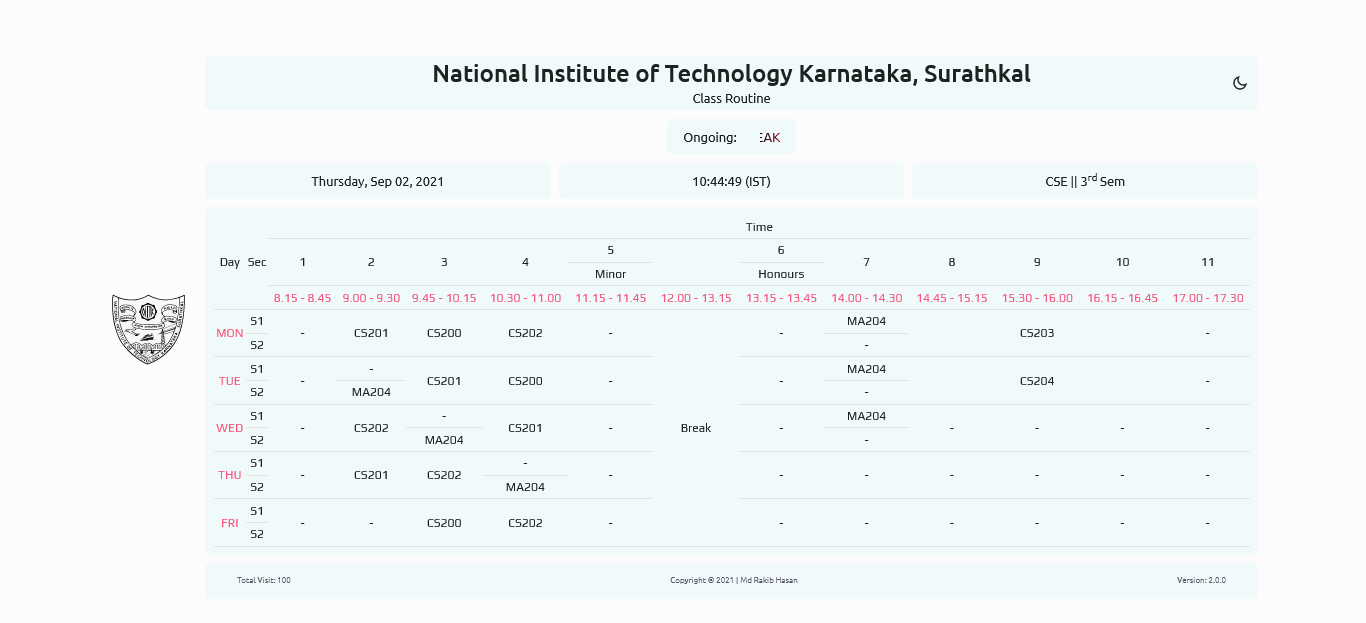 National Institute of Technology Karnataka, Surathkal
Class Routine
Ongoing: EAK
Thursday, Sep 02, 2021 10:44:49 (IST) CSE || 3rd Sem
Time
Day Sec 1 2 3 4 5 6 7 8 9 10 11
Minor Honours
8.15 - 8.45 9.00 - 9.30 9.45 - 10.15 10.30 - 11.00 11.15 - 11.45 12.00 - 13.15 13.15 - 13.45 14.00 - 14.30 14.45 - 15.15 15.30 - 16.00 16.15 - 16.45 17.00 - 17.30
S1 MA204
MON - CS201 CS200 CS202 - - CS203 -
S2 -
S1 - MA204
TUE - CS201 CS200 - - CS204 -
S2 MA204 -
S1 - MA204
WED - CS202 CS201 - Break - - - - -
S2 MA204 -
S1 -
THU - CS201 CS202 - - - - - - -
S2 MA204
S1
FRI - - CS200 CS202 - - - - - - -
S2
Total Visit: 100 Copyright © 2021 | Md Rakib Hasan Version: 2.0.0